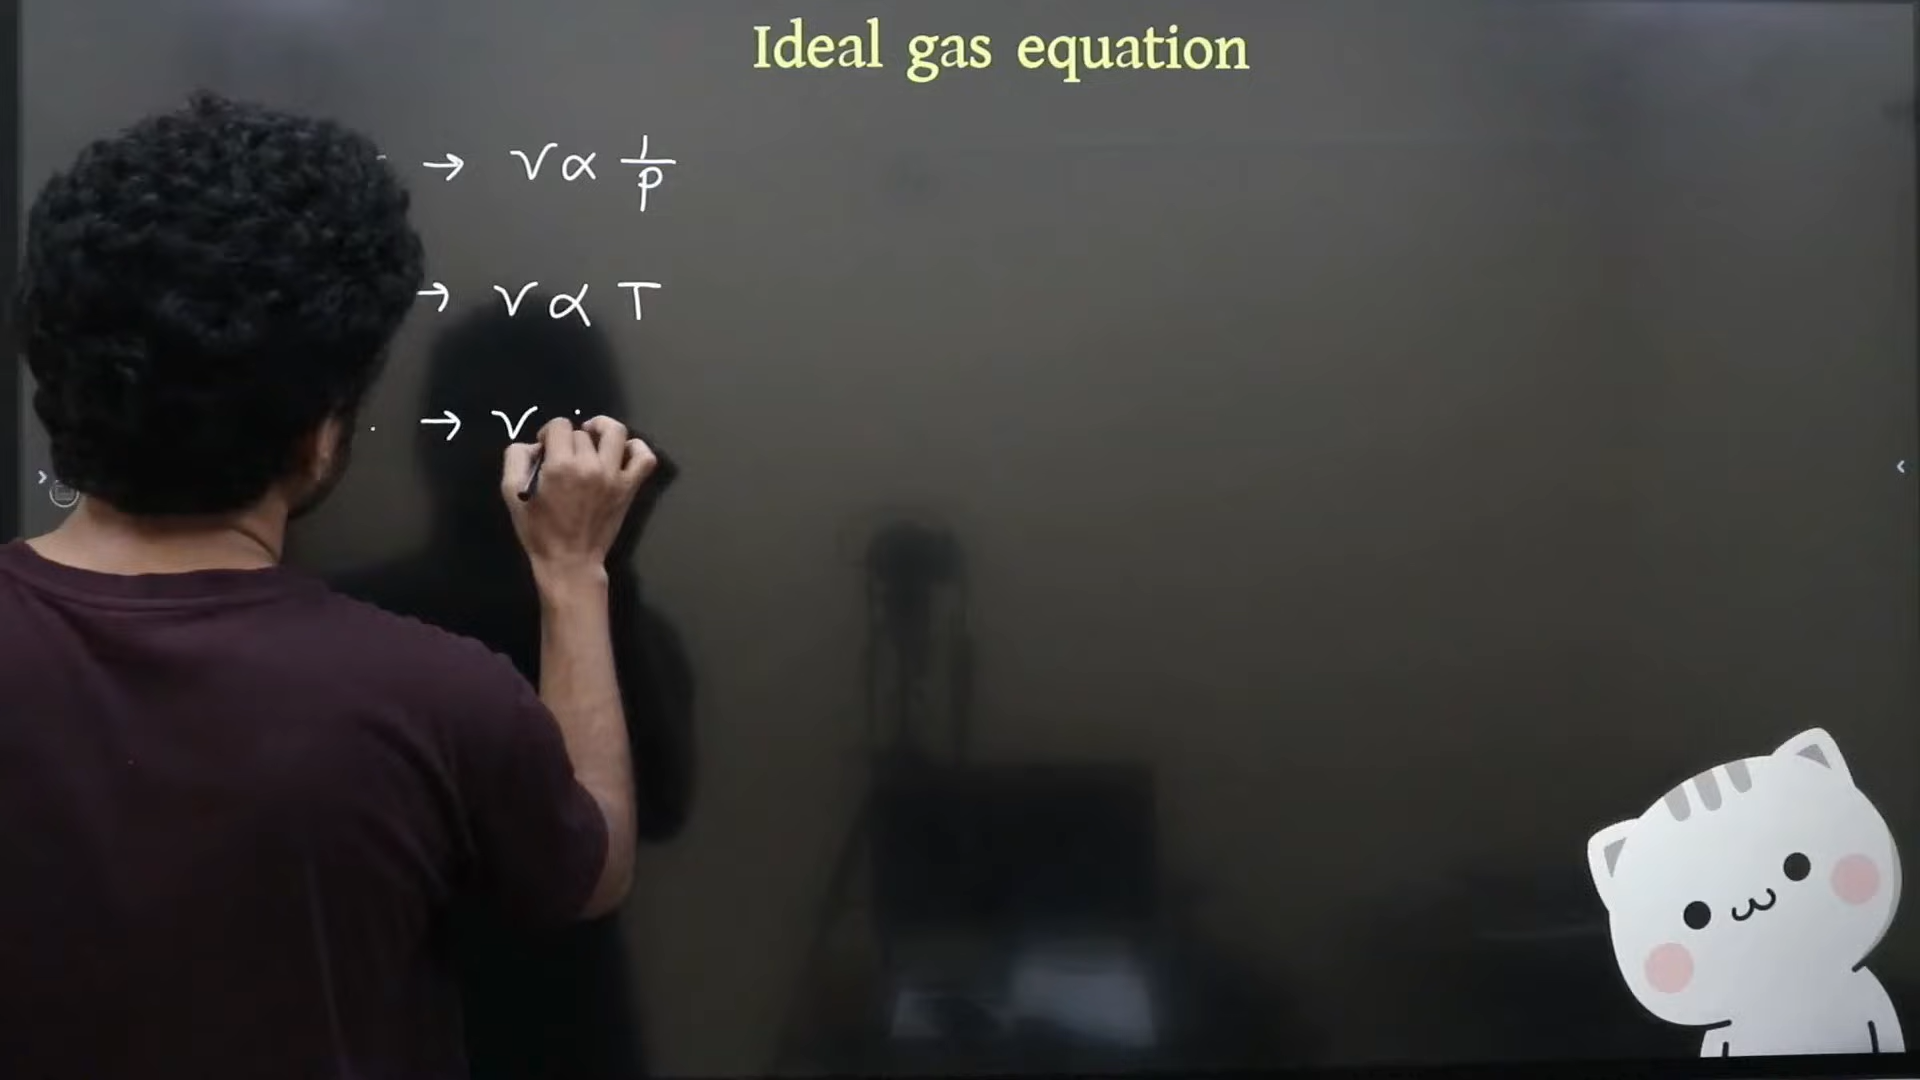 Ideal gas equation
→ V ∝ 1/P
→ V ∝ T
→ V